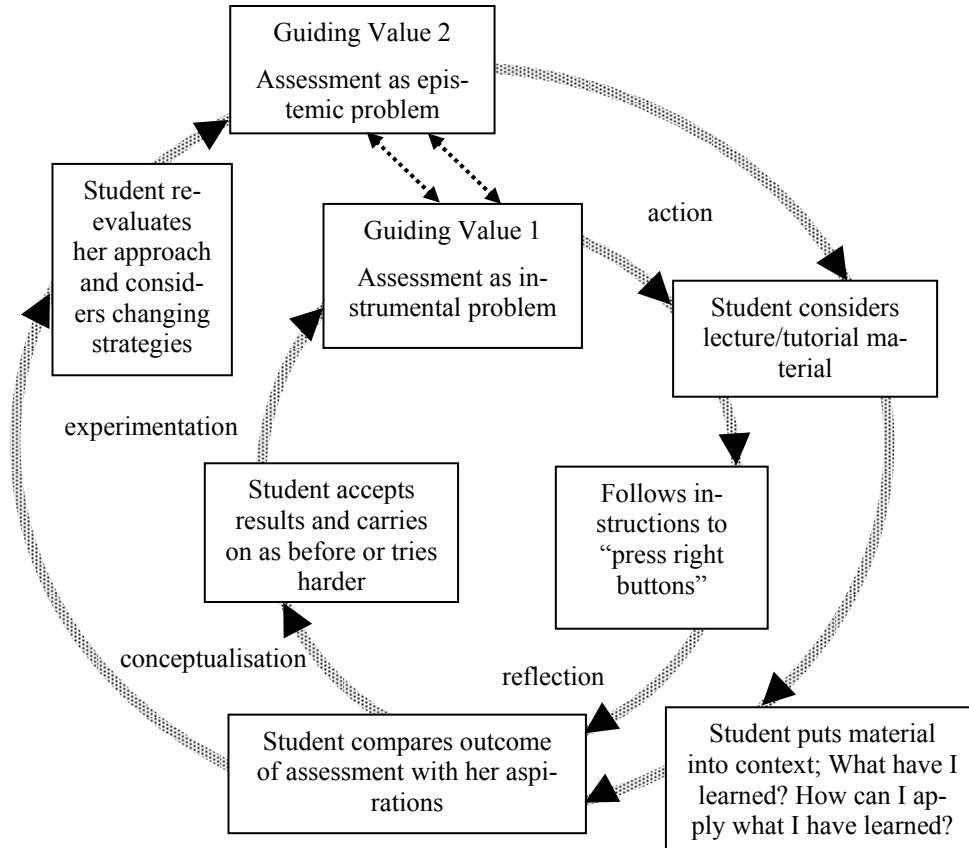 Guiding Value 2
Assessment as epis-
temic problem
Student re-
evaluates
her approach
and consid-
ers changing
strategies
Guiding Value 1
Assessment as in-
strumental problem
action
Student considers
lecture/tutorial ma-
terial
experimentation
Student accepts
results and carries
on as before or tries
harder
Follows in-
structions to
“press right
buttons”
conceptualisation
reflection
Student compares outcome
of assessment with her aspi-
rations
Student puts material
into context; What have I
learned? How can I ap-
ply what I have learned?